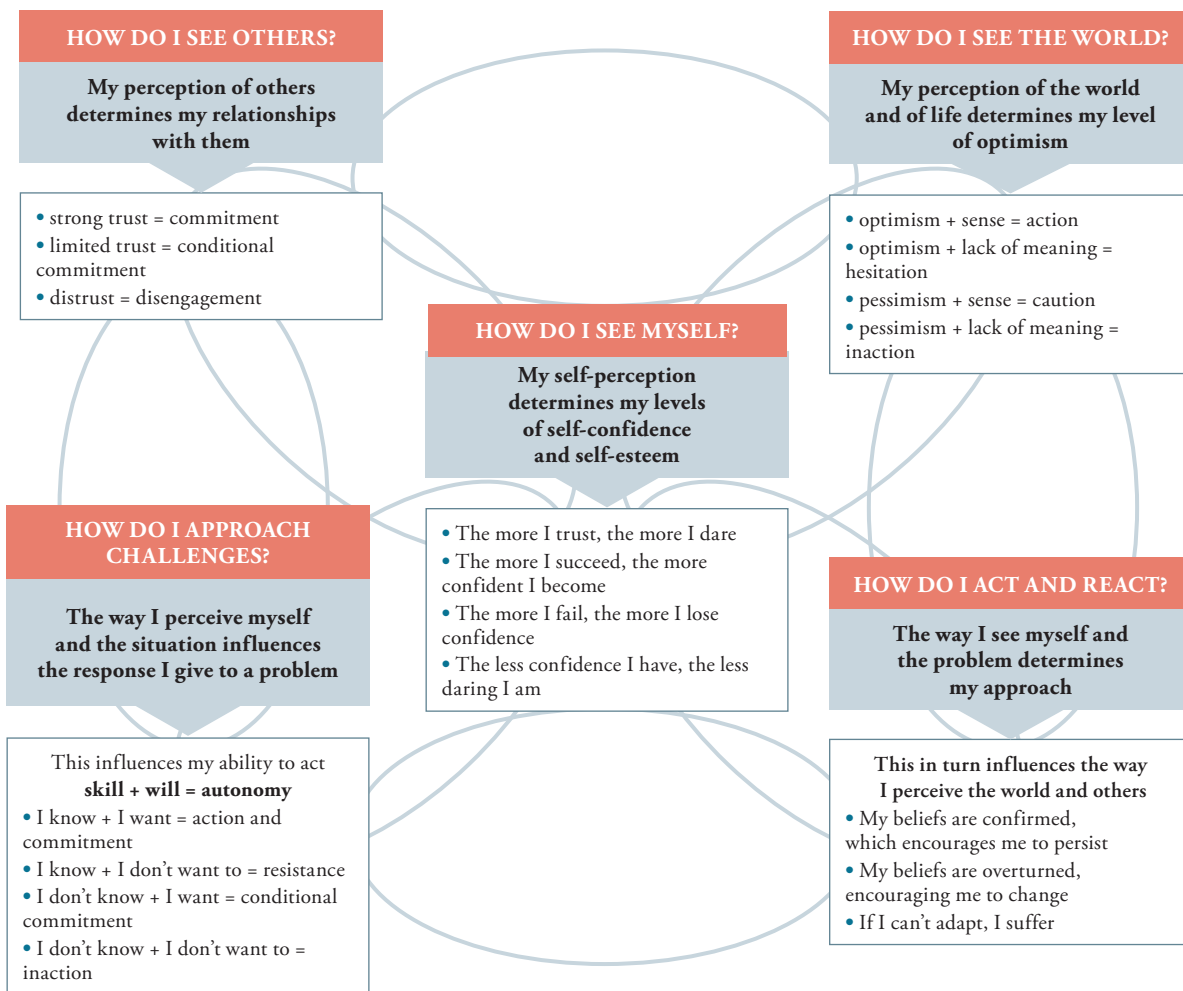 HOW DO I SEE OTHERS?
My perception of others
determines my relationships
with them
• strong trust = commitment
• limited trust = conditional
commitment
• distrust = disengagement
HOW DO I SEE THE WORLD?
My perception of the world
and of life determines my level
of optimism
• optimism + sense = action
• optimism + lack of meaning =
hesitation
• pessimism + sense = caution
• pessimism + lack of meaning =
inaction
HOW DO I SEE MYSELF?
My self-perception
determines my levels
of self-confidence
and self-esteem
• The more I trust, the more I dare
• The more I succeed, the more
confident I become
• The more I fail, the more I lose
confidence
• The less confidence I have, the less
daring I am
HOW DO I APPROACH
CHALLENGES?
The way I perceive myself
and the situation influences
the response I give to a problem
This influences my ability to act
skill + will = autonomy
• I know + I want = action and
commitment
• I know + I don't want to = resistance
• I don't know + I want = conditional
commitment
• I don't know + I don't want to =
inaction
HOW DO I ACT AND REACT?
The way I see myself and
the problem determines
my approach
This in turn influences the way
I perceive the world and others
• My beliefs are confirmed,
which encourages me to persist
• My beliefs are overturned,
encouraging me to change
• If I can't adapt, I suffer